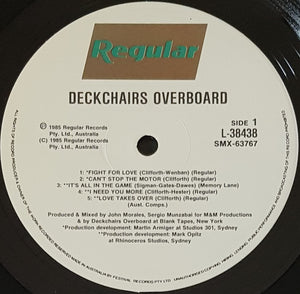 Regular
DECKCHAIRS OVERBOARD
℗ 1985 Regular Records
Pty. Ltd., Australia
(C) 1985 Regular Records
Pty. Ltd., Australia
SIDE 1
L-38438
SMX-63767
1: "FIGHT FOR LOVE (Clifforth-Wenban) (Regular)
2: "CAN'T STOP THE MOTOR (Clifforth) (Regular)
3: **IT'S ALL IN THE GAME (Sigman-Gates-Dawes) (Memory Lane)
4: **I NEED YOU MORE (Clifforth-Hester) (Regular)
5: **LOVE TAKES OVER (Clifforth) (Regular)
(Aust. Comps.)
Produced & Mixed by John Morales, Sergio Munzabai for M&M Productions
& by Deckchairs Overboard at Blank Tapes, New York
*Production development: Martin Armiger at Studios 301, Sydney
**Production development: Mark Opitz
at Rhinoceros Studios, Sydney